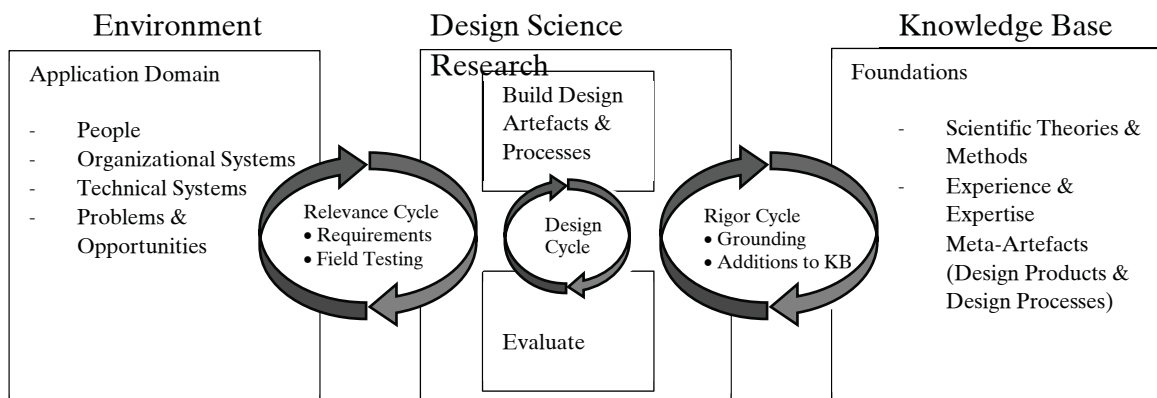 Environment
Application Domain
- People
- Organizational Systems
- Technical Systems
- Problems &
Opportunities
Relevance Cycle
• Requirements
• Field Testing
Design Science
Research
Build Design
Artefacts &
Processes
Design
Cycle
Evaluate
Rigor Cycle
• Grounding
• Additions to KB
Knowledge Base
Foundations
- Scientific Theories &
Methods
- Experience &
Expertise
Meta-Artefacts
(Design Products &
Design Processes)